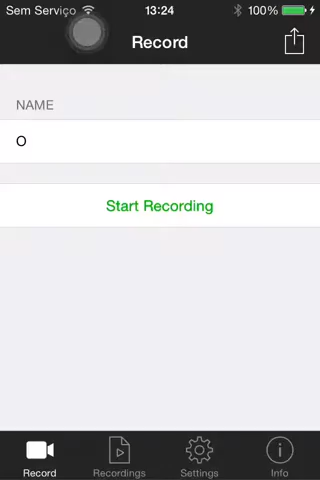 Sem Serviço 13:24 100%
Record
NAME
O
Start Recording
Record Recordings Settings Info